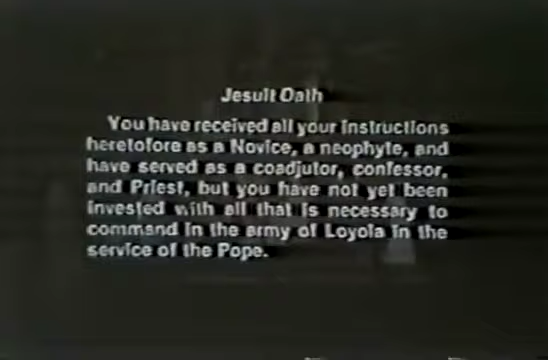 Jesuit Oath
You have received all your instructions
heretofore as a Novice, a neophyte, and
have served as a coadjutor, confessor,
and Priest, but you have not yet been
invested with all that is necessary to
command in the army of Loyola in the
service of the Pope.